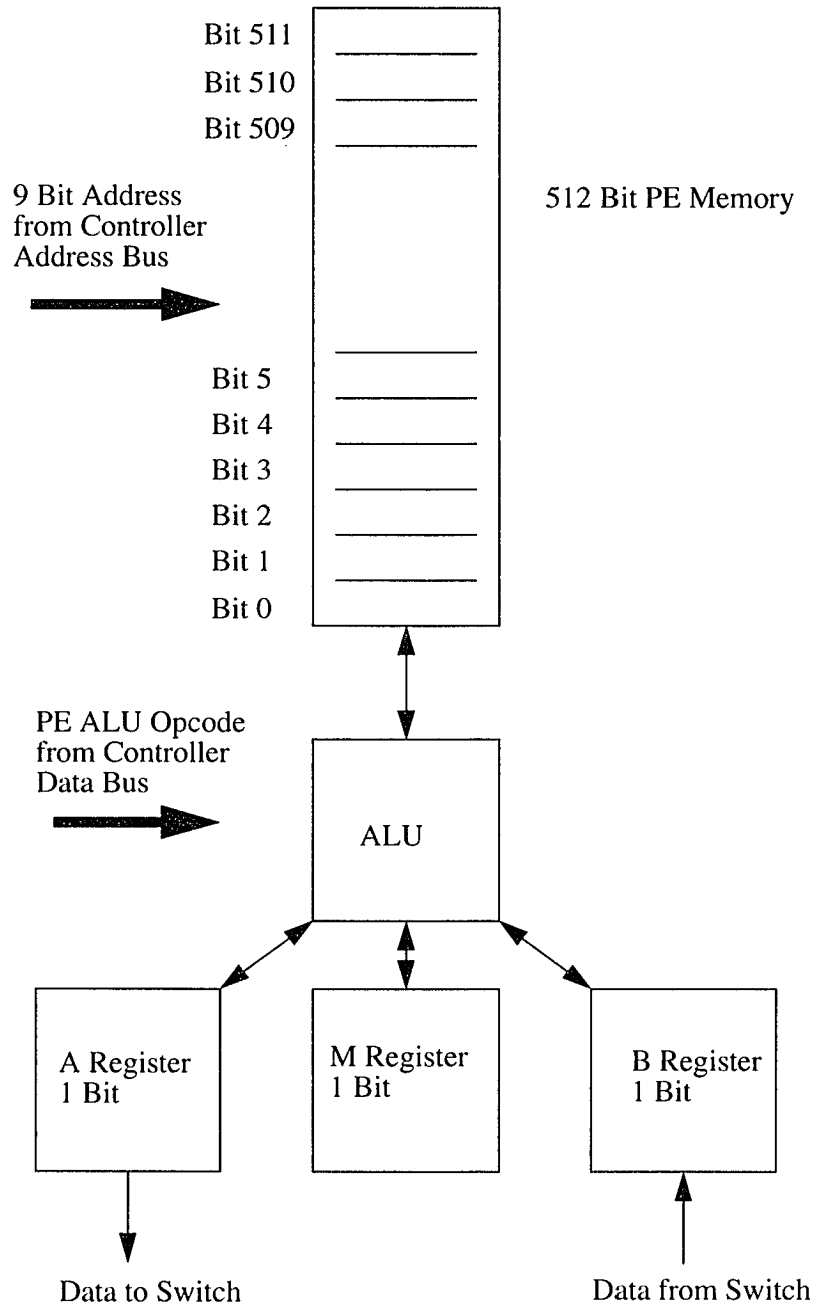 Bit 511
Bit 510
Bit 509
9 Bit Address
from Controller
Address Bus
512 Bit PE Memory
Bit 5
Bit 4
Bit 3
Bit 2
Bit 1
Bit 0
PE ALU Opcode
from Controller
Data Bus
ALU
A Register
1 Bit
M Register
1 Bit
B Register
1 Bit
Data to Switch
Data from Switch